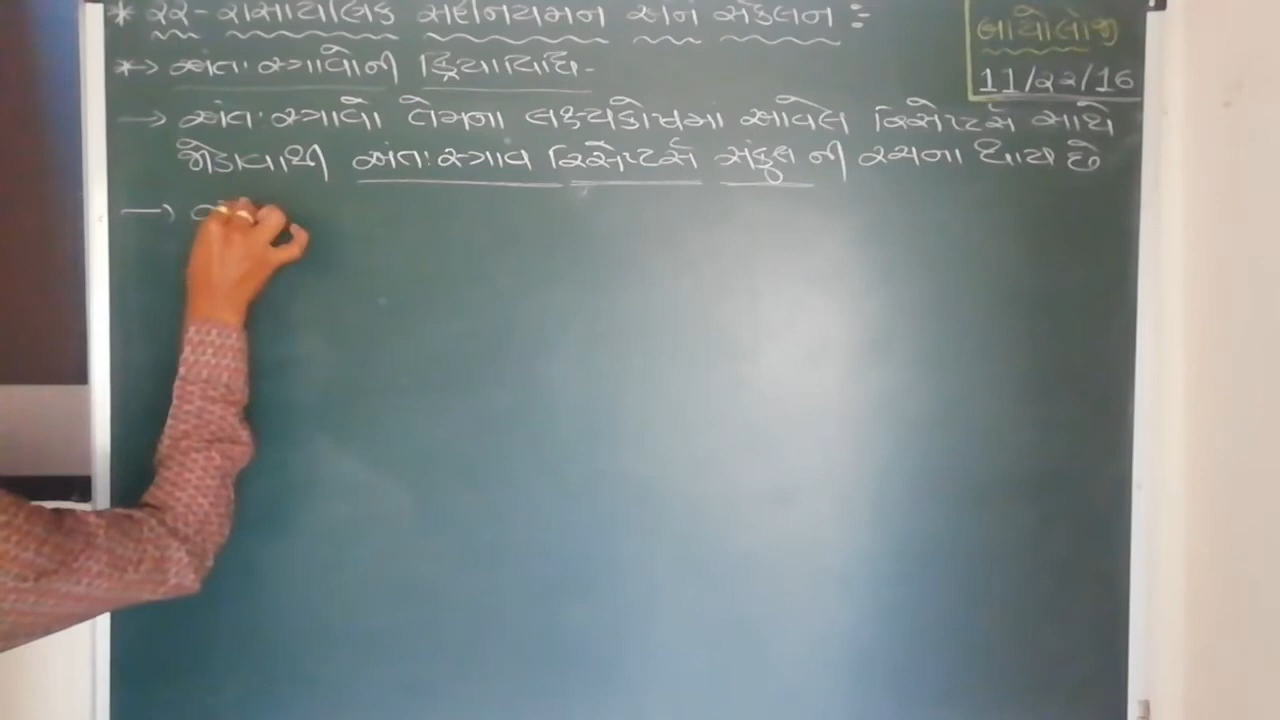 * ૨૨- રાસાયણિક સહનિયમન અને સંકલન :-
બાયોલોજી
11/22/16
*→ અંતઃસ્ત્રાવોની ક્રિયાવિધિ -
→ અંતઃસ્ત્રાવો તેમના લક્ષ્યકોષમાં આવેલ રિસેપ્ટર્સ સાથે
જોડાવાથી અંતઃસ્ત્રાવ રિસેપ્ટર્સ સંકુલ ની રચના થાય છે
→